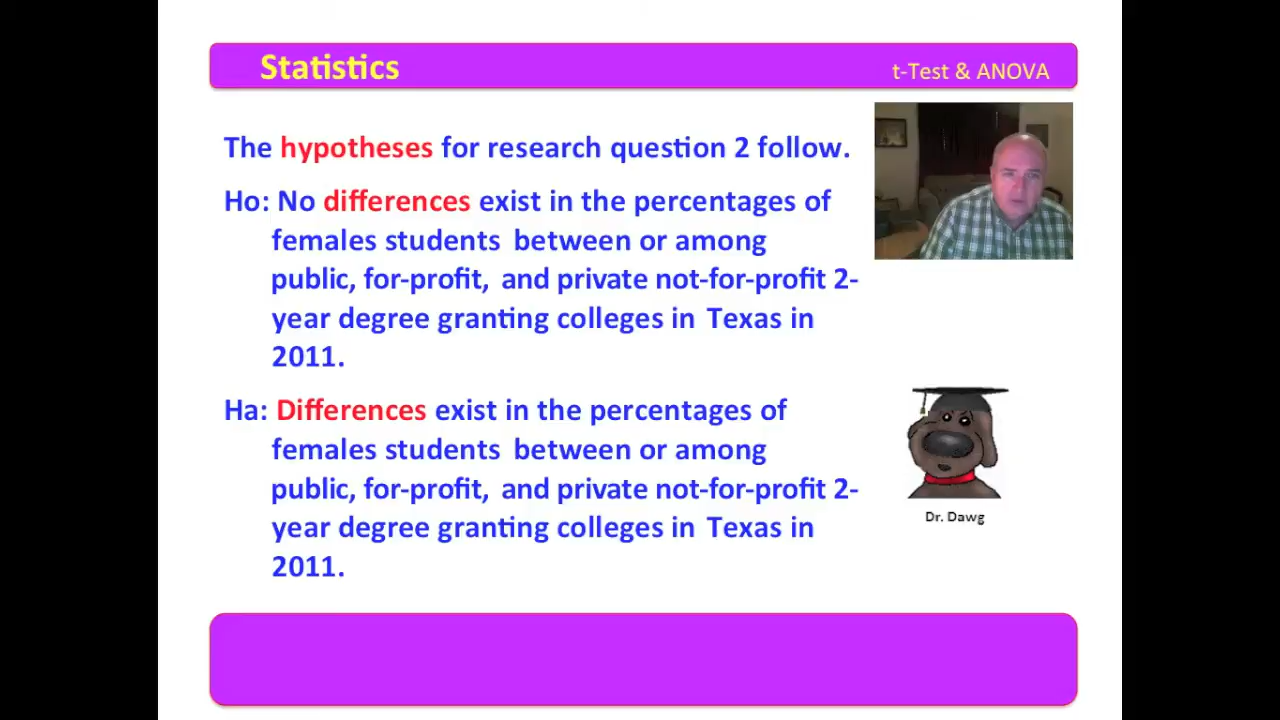 Statistics
t-Test & ANOVA
The hypotheses for research question 2 follow.
Ho: No differences exist in the percentages of
females students between or among
public, for-profit, and private not-for-profit 2-
year degree granting colleges in Texas in
2011.
Ha: Differences exist in the percentages of
females students between or among
public, for-profit, and private not-for-profit 2-
year degree granting colleges in Texas in
2011.
Dr. Dawg